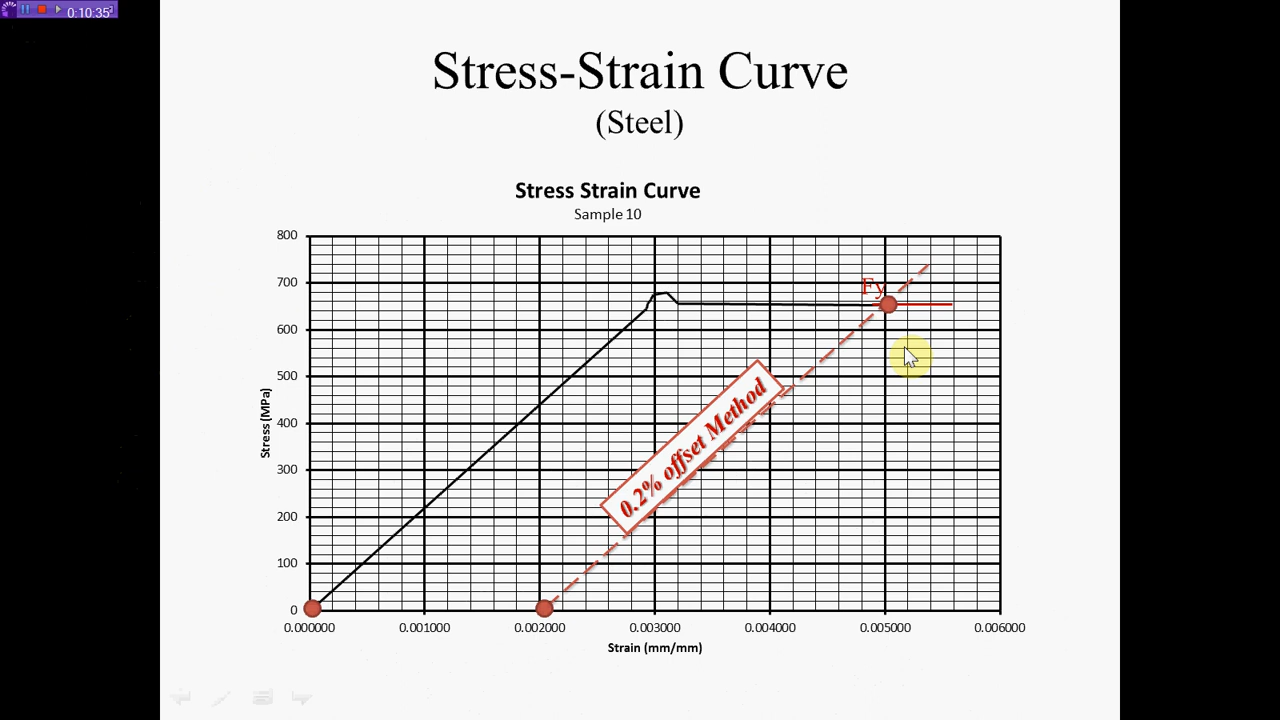 0:10:35
Stress-Strain Curve
(Steel)
Stress Strain Curve
Sample 10
800
700
600
500
400
300
200
100
0
Stress (MPa)
Fy
0.2% offset Method
0.000000 0.001000 0.002000 0.003000 0.004000 0.005000 0.006000
Strain (mm/mm)